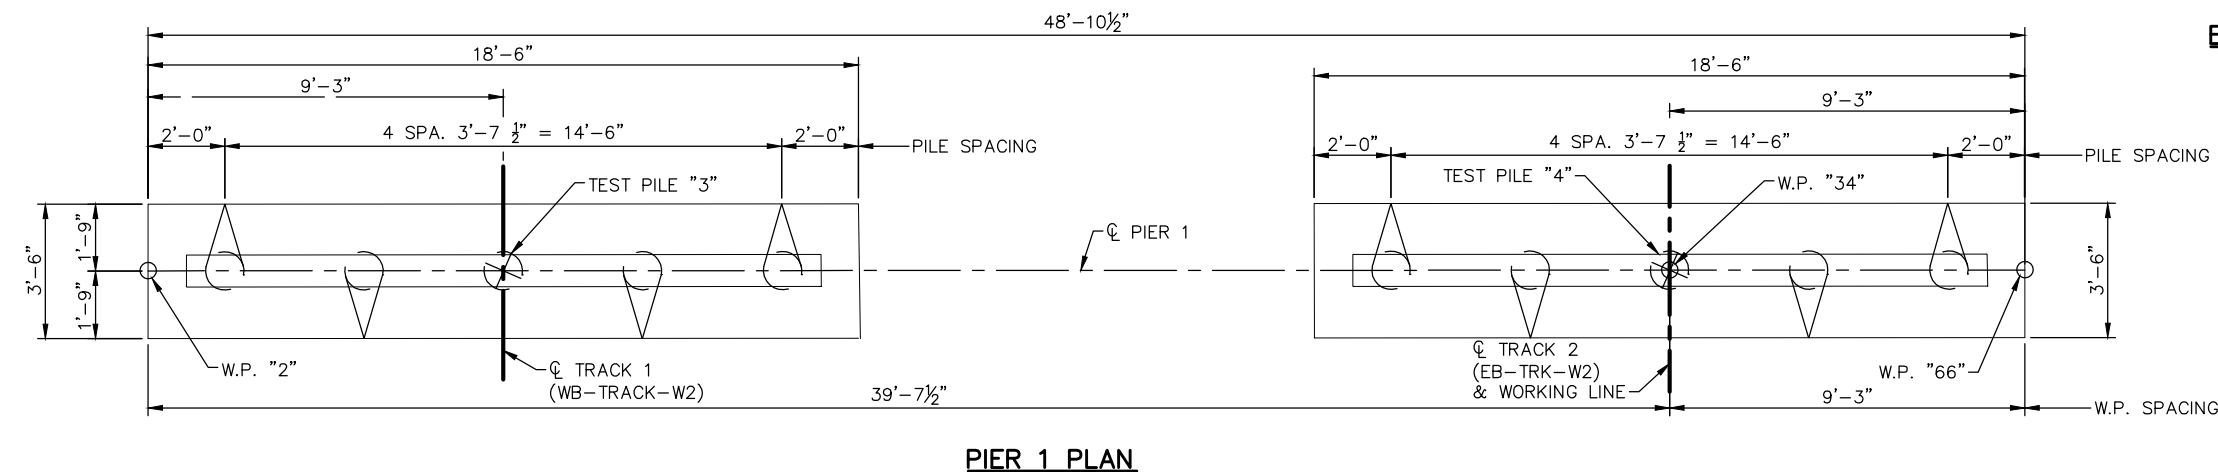 48'-10½"
E
18'-6"
18'-6"
9'-3"
9'-3"
2'-0"
4 SPA. 3'-7 ½" = 14'-6"
2'-0"
PILE SPACING
2'-0"
4 SPA. 3'-7 ½" = 14'-6"
2'-0"
PILE SPACING
TEST PILE "3"
TEST PILE "4"
W.P. "34"
3'-6"
1'-9"
1'-9"
℄ PIER 1
3'-6"
W.P. "2"
℄ TRACK 1
(WB-TRACK-W2)
℄ TRACK 2
(EB-TRK-W2)
& WORKING LINE
W.P. "66"
39'-7½"
9'-3"
W.P. SPACING
PIER 1 PLAN